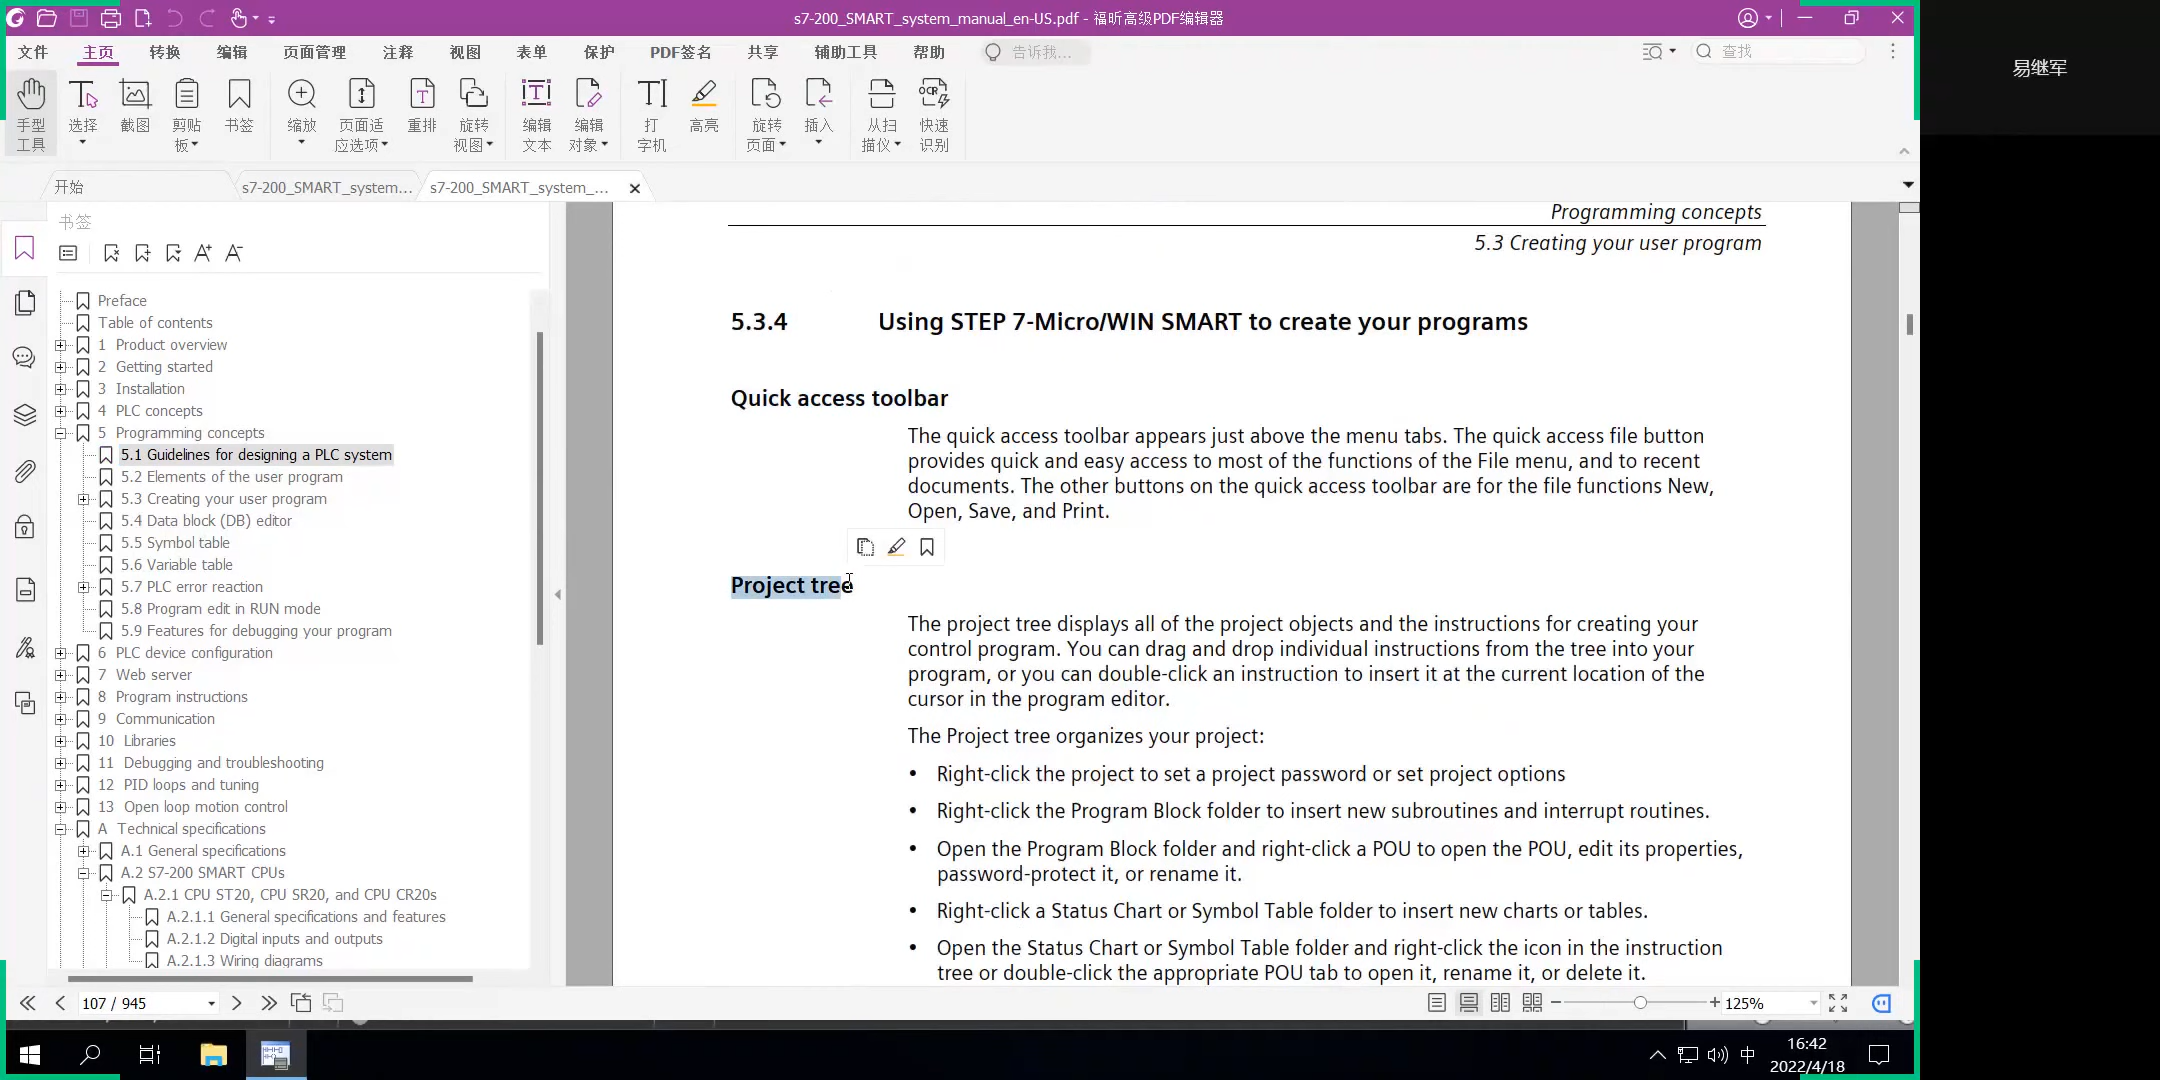 s7-200_SMART_system_manual_en-US.pdf - 福昕高级PDF编辑器
易继军
文件 主页 转换 编辑 页面管理 注释 视图 表单 保护 PDF签名 共享 辅助工具 帮助 告诉我... 查找
手型工具 选择 截图 剪贴板 书签 缩放 页面适应选项 重排 旋转视图 编辑文本 编辑对象 打字机 高亮 旋转页面 插入 从扫描仪 快速识别
开始 s7-200_SMART_system... s7-200_SMART_system_...
书签
Preface
Table of contents
1 Product overview
2 Getting started
3 Installation
4 PLC concepts
5 Programming concepts
5.1 Guidelines for designing a PLC system
5.2 Elements of the user program
5.3 Creating your user program
5.4 Data block (DB) editor
5.5 Symbol table
5.6 Variable table
5.7 PLC error reaction
5.8 Program edit in RUN mode
5.9 Features for debugging your program
6 PLC device configuration
7 Web server
8 Program instructions
9 Communication
10 Libraries
11 Debugging and troubleshooting
12 PID loops and tuning
13 Open loop motion control
A Technical specifications
A.1 General specifications
A.2 S7-200 SMART CPUs
A.2.1 CPU ST20, CPU SR20, and CPU CR20s
A.2.1.1 General specifications and features
A.2.1.2 Digital inputs and outputs
A.2.1.3 Wiring diagrams
Programming concepts
5.3 Creating your user program
5.3.4 Using STEP 7-Micro/WIN SMART to create your programs
Quick access toolbar
The quick access toolbar appears just above the menu tabs. The quick access file button
provides quick and easy access to most of the functions of the File menu, and to recent
documents. The other buttons on the quick access toolbar are for the file functions New,
Open, Save, and Print.
Project tree
The project tree displays all of the project objects and the instructions for creating your
control program. You can drag and drop individual instructions from the tree into your
program, or you can double-click an instruction to insert it at the current location of the
cursor in the program editor.
The Project tree organizes your project:
• Right-click the project to set a project password or set project options
• Right-click the Program Block folder to insert new subroutines and interrupt routines.
• Open the Program Block folder and right-click a POU to open the POU, edit its properties,
password-protect it, or rename it.
• Right-click a Status Chart or Symbol Table folder to insert new charts or tables.
• Open the Status Chart or Symbol Table folder and right-click the icon in the instruction
tree or double-click the appropriate POU tab to open it, rename it, or delete it.
107 / 945
125%
中
16:42
2022/4/18